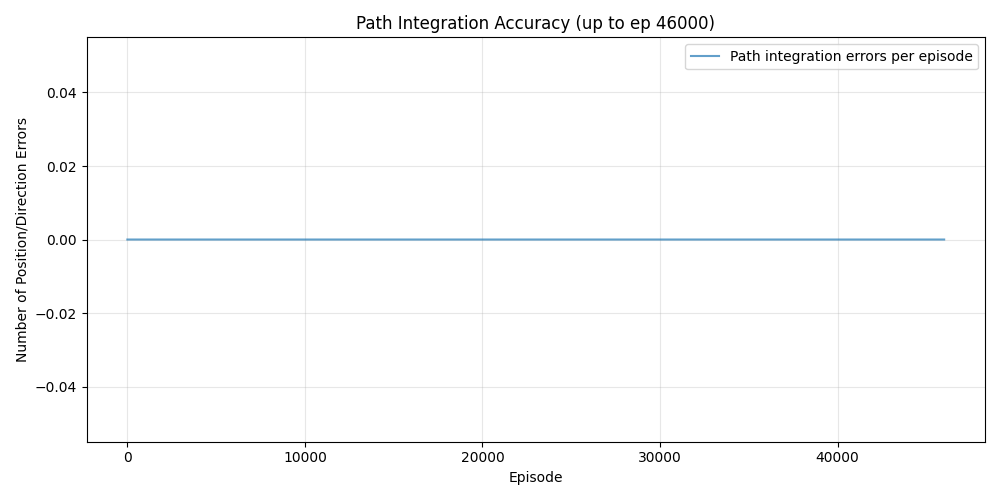 Path Integration Accuracy (up to ep 46000)
Path integration errors per episode
Number of Position/Direction Errors
0.04
0.02
0.00
−0.02
−0.04
0
10000
20000
30000
40000
Episode